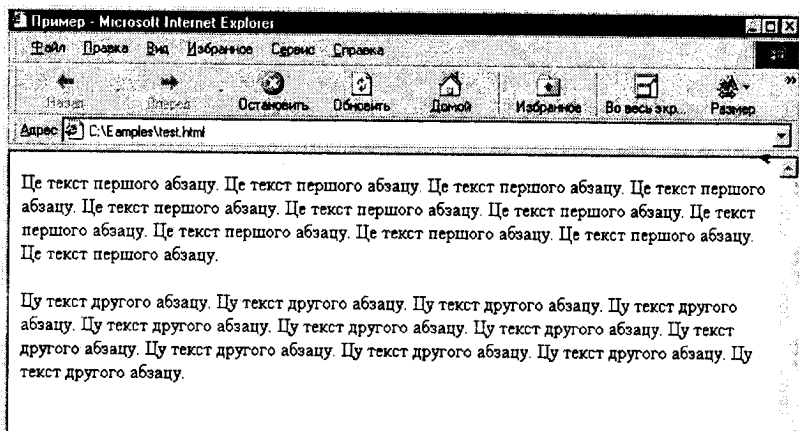 Пример - Microsoft Internet Explorer
Файл Правка Вид Избранное Сервис Справка
Назад Вперед Остановить Обновить Домой Избранное Во весь экр... Размер »
Адрес C:\E amples\test.html
Це текст першого абзацу. Це текст першого абзацу. Це текст першого абзацу. Це текст першого
абзацу. Це текст першого абзацу. Це текст першого абзацу. Це текст першого абзацу. Це текст
першого абзацу. Це текст першого абзацу. Це текст першого абзацу. Це текст першого абзацу.
Це текст першого абзацу.
Цу текст другого абзацу. Цу текст другого абзацу. Цу текст другого абзацу. Цу текст другого
абзацу. Цу текст другого абзацу. Цу текст другого абзацу. Цу текст другого абзацу. Цу текст
другого абзацу. Цу текст другого абзацу. Цу текст другого абзацу. Цу текст другого абзацу. Цу
текст другого абзацу.